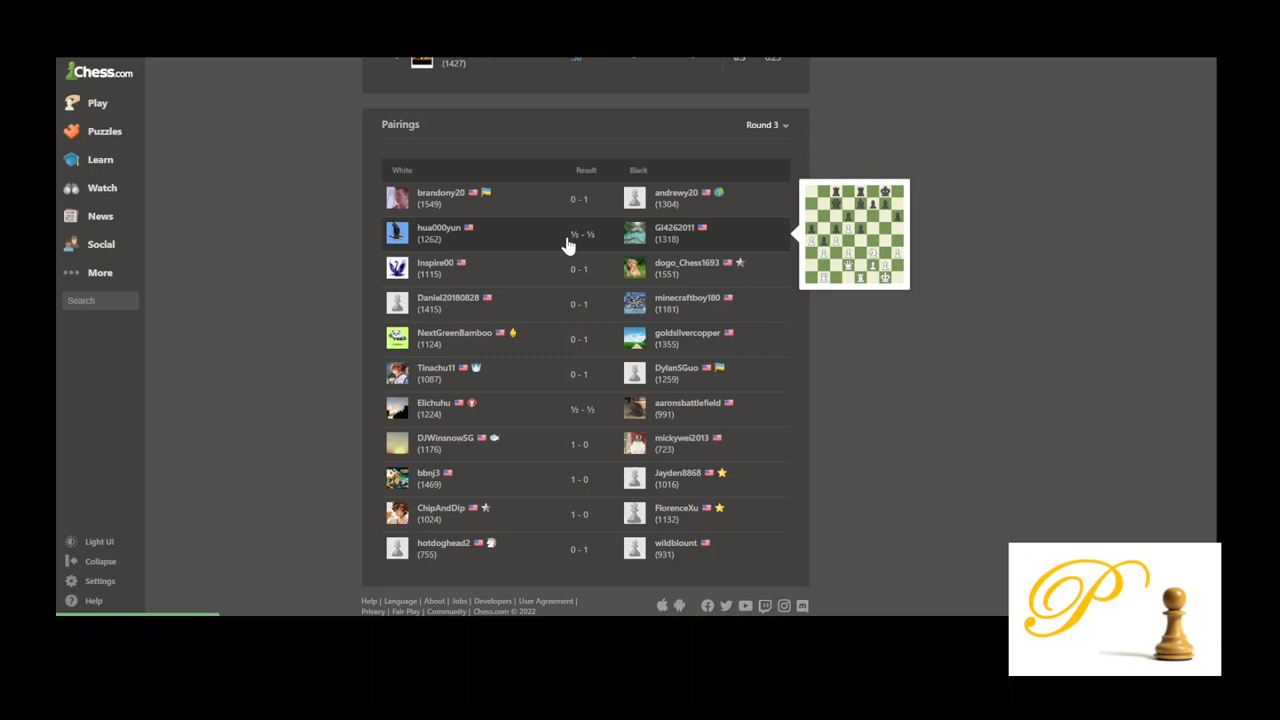 Chess.com
Play
Puzzles
Learn
Watch
News
Social
More
Search
Light UI
Collapse
Settings
Help
(1427)
0.5
0.25
Pairings
Round 3
White Result Black
brandony20 andrewy20
(1549) 0 - 1 (1304)
hua000yun GI4262011
(1262) ½ - ½ (1318)
Inspire00 dogo_Chess1693
(1115) 0 - 1 (1551)
Daniel20180828 minecraftboy180
(1415) 0 - 1 (1181)
NextGreenBamboo goldsilvercopper
(1124) 0 - 1 (1355)
Tinachu11 DylanSGuo
(1087) 0 - 1 (1259)
Elichuhu aaronsbattlefield
(1224) ½ - ½ (991)
DJWinsnowSG mickywei2013
(1176) 1 - 0 (723)
bbnj3 Jayden8868
(1469) 1 - 0 (1016)
ChipAndDip FlorenceXu
(1024) 1 - 0 (1132)
hotdoghead2 wildblount
(755) 0 - 1 (931)
Help | Language | About | Jobs | Developers | User Agreement |
Privacy | Fair Play | Community | Chess.com © 2022
P